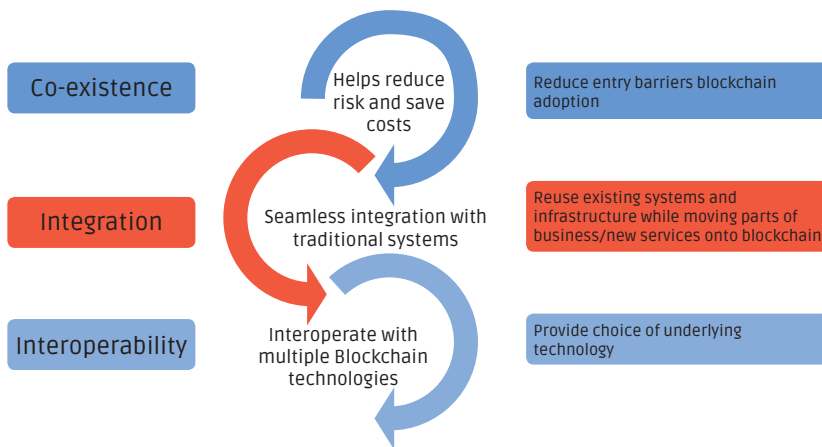 Co-existence
Helps reduce
risk and save
costs
Reduce entry barriers blockchain
adoption
Integration
Seamless integration with
traditional systems
Reuse existing systems and
infrastructure while moving parts of
business/new services onto blockchain
Interoperability
Interoperate with
multiple Blockchain
technologies
Provide choice of underlying
technology